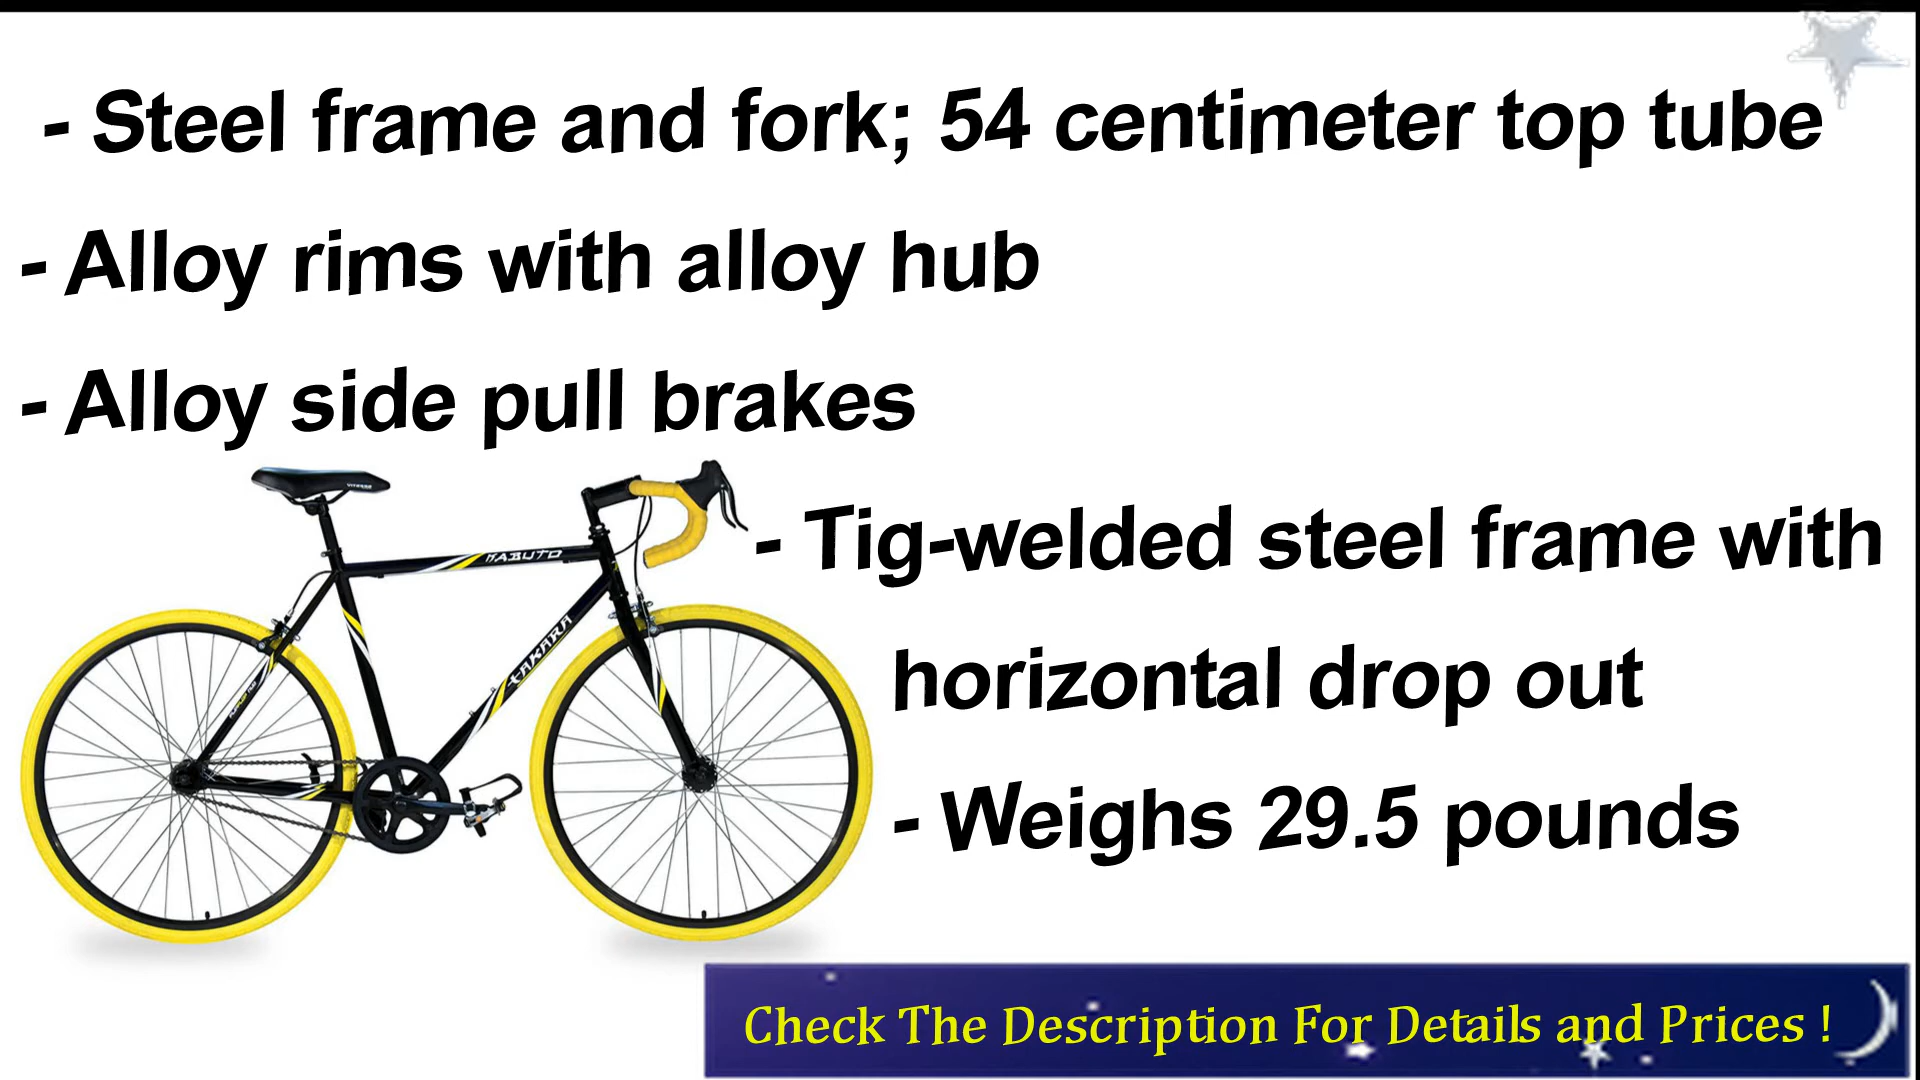 - Steel frame and fork; 54 centimeter top tube
- Alloy rims with alloy hub
- Alloy side pull brakes
- Tig-welded steel frame with
horizontal drop out
- Weighs 29.5 pounds
KABUTO
TAKARA
Check The Description For Details and Prices !